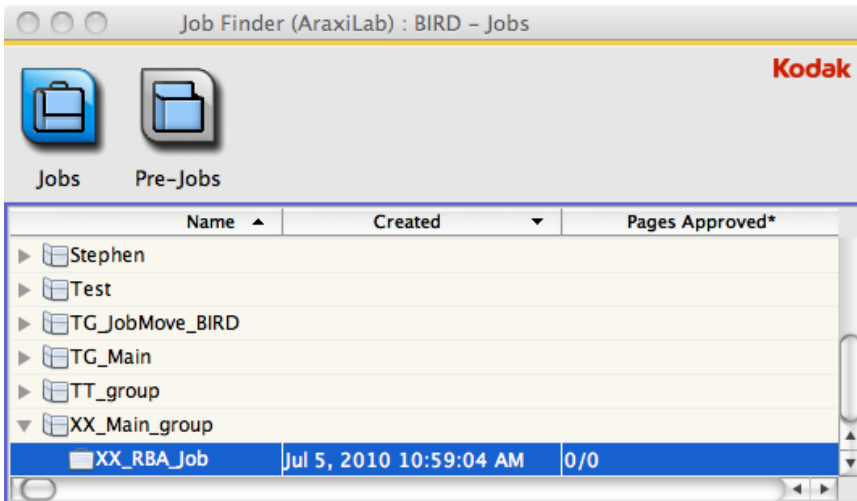 Job Finder (AraxiLab) : BIRD – Jobs
Kodak
Jobs Pre-Jobs
Name Created Pages Approved*
Stephen
Test
TG_JobMove_BIRD
TG_Main
TT_group
XX_Main_group
XX_RBA_Job Jul 5, 2010 10:59:04 AM 0/0